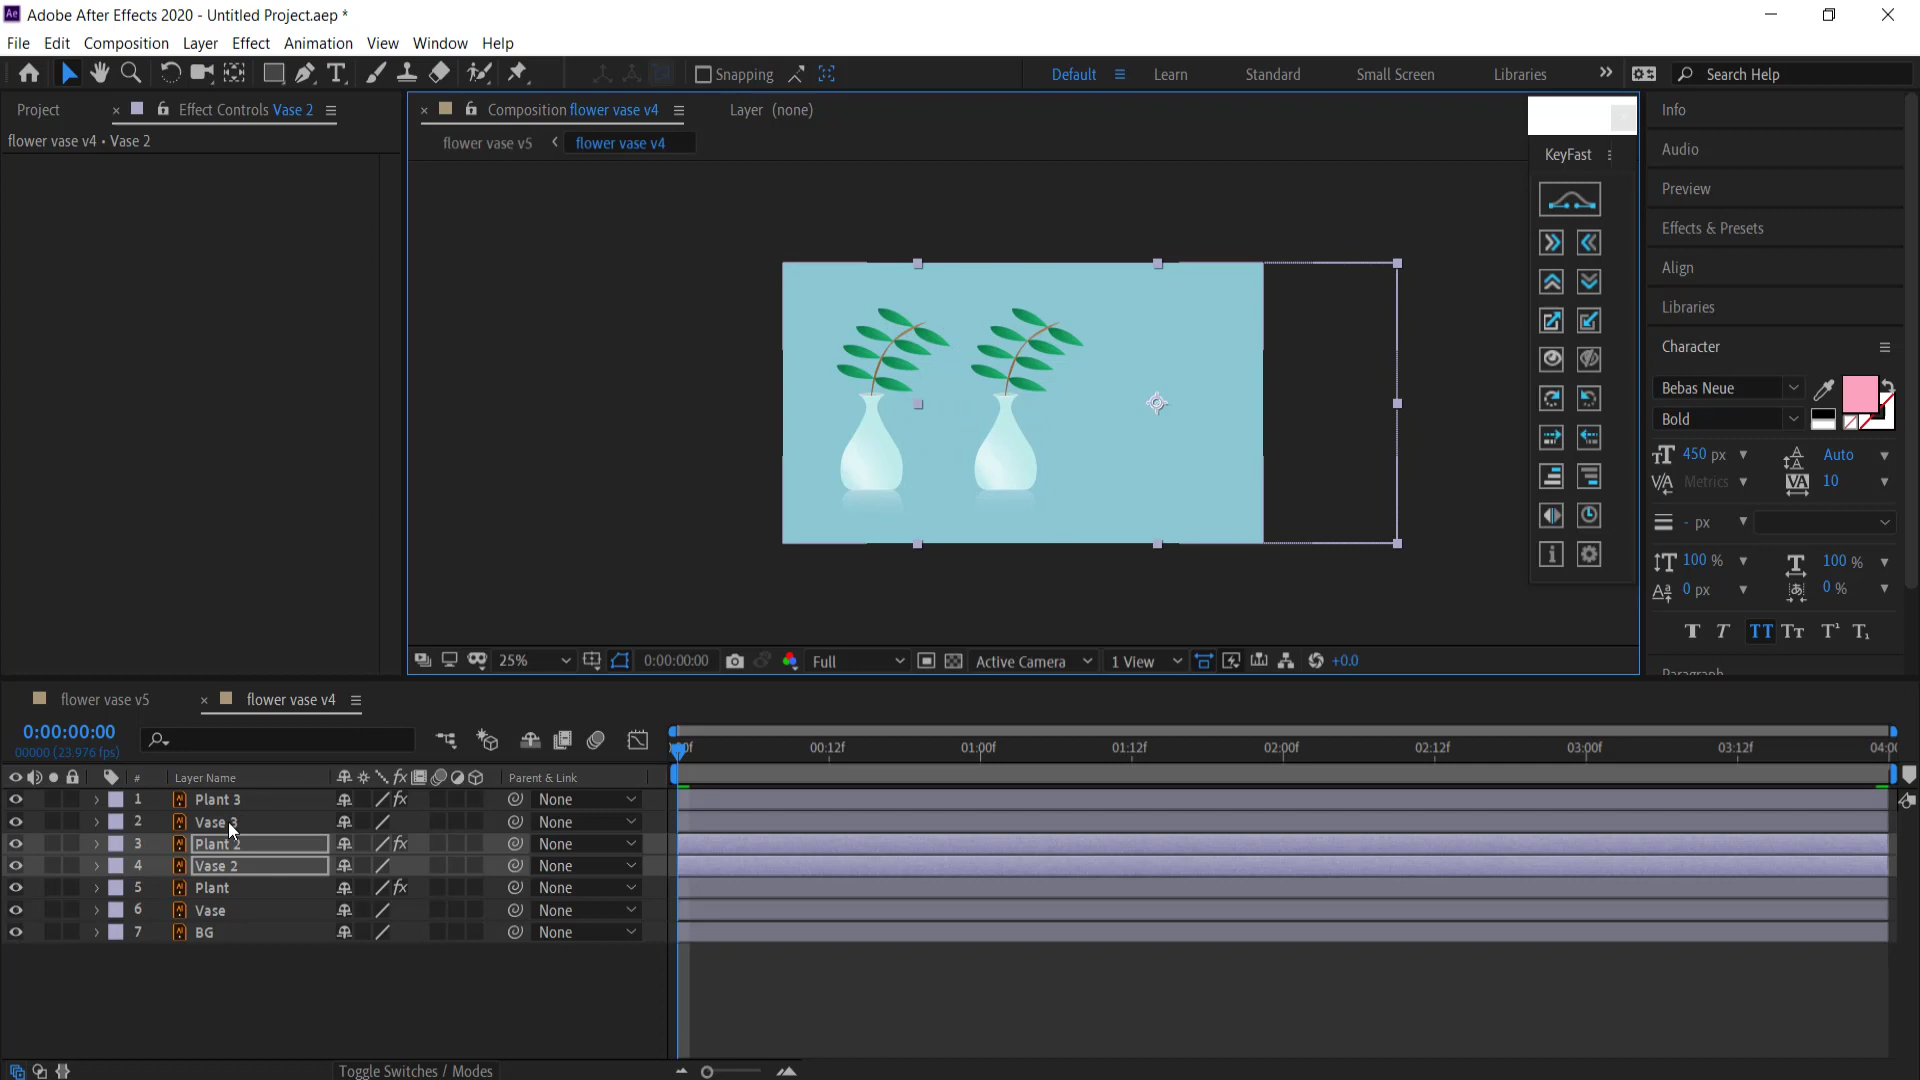 Adobe After Effects 2020 - Untitled Project.aep *
File Edit Composition Layer Effect Animation View Window Help
Snapping Default Learn Standard Small Screen Libraries Search Help
Project Effect Controls Vase 2
flower vase v4 • Vase 2
Composition flower vase v4 Layer (none)
flower vase v5 flower vase v4
KeyFast
Info
Audio
Preview
Effects & Presets
Align
Libraries
Character
Bebas Neue
Bold
450 px Auto
Metrics 10
- px
100 % 100 %
0 px 0 %
25% 0:00:00:00 Full Active Camera 1 View +0.0
flower vase v5 flower vase v4
0:00:00:00
00000 (23.976 fps)
00:12f 01:00f 01:12f 02:00f 02:12f 03:00f 03:12f
# Layer Name Parent & Link
1 Plant 3 None
2 Vase 3 None
3 Plant 2 None
4 Vase 2 None
5 Plant None
6 Vase None
7 BG None
Toggle Switches / Modes